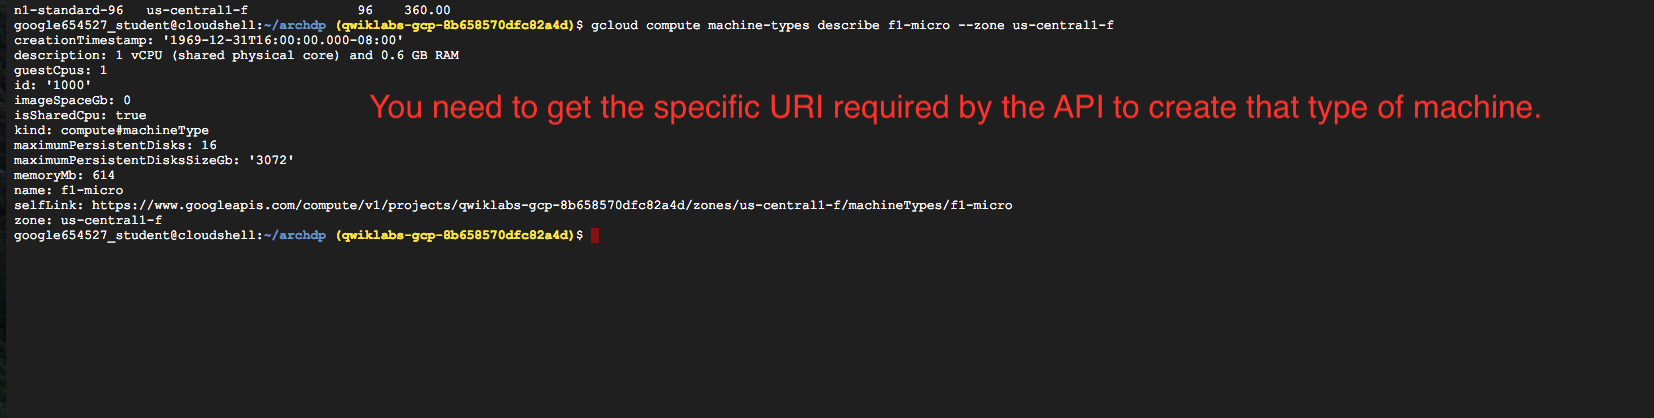 n1-standard-96   us-central1-f              96    360.00
google654527_student@cloudshell:~/archdp (qwiklabs-gcp-8b658570dfc82a4d)$ gcloud compute machine-types describe f1-micro --zone us-central1-f
creationTimestamp: '1969-12-31T16:00:00.000-08:00'
description: 1 vCPU (shared physical core) and 0.6 GB RAM
guestCpus: 1
id: '1000'
imageSpaceGb: 0
You need to get the specific URI required by the API to create that type of machine.
isSharedCpu: true
kind: compute#machineType
maximumPersistentDisks: 16
maximumPersistentDisksSizeGb: '3072'
memoryMb: 614
name: f1-micro
selfLink: https://www.googleapis.com/compute/v1/projects/qwiklabs-gcp-8b658570dfc82a4d/zones/us-central1-f/machineTypes/f1-micro
zone: us-central1-f
google654527_student@cloudshell:~/archdp (qwiklabs-gcp-8b658570dfc82a4d)$